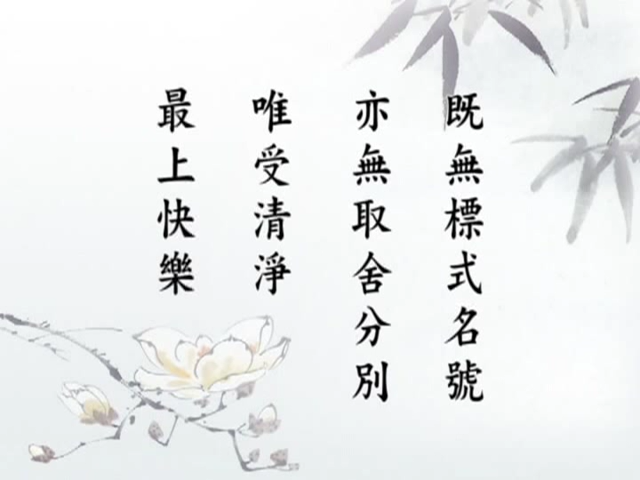 既無標式名號
亦無取舍分別
唯受清淨
最上快樂